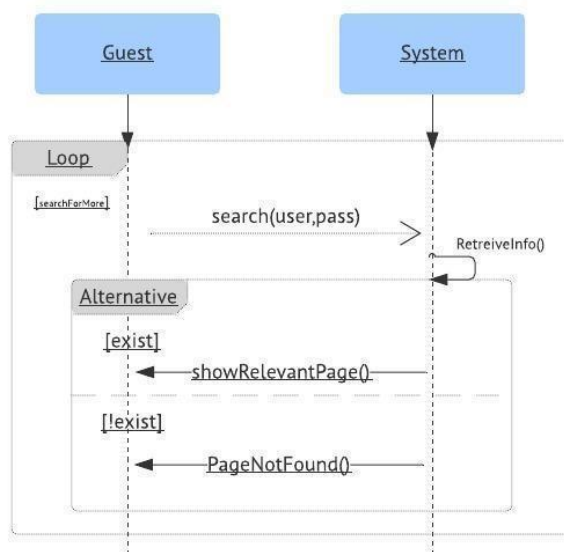 Guest
System
Loop
[searchForMore]
search(user,pass)
RetreiveInfo()
Alternative
[exist]
showRelevantPage()
[!exist]
PageNotFound()